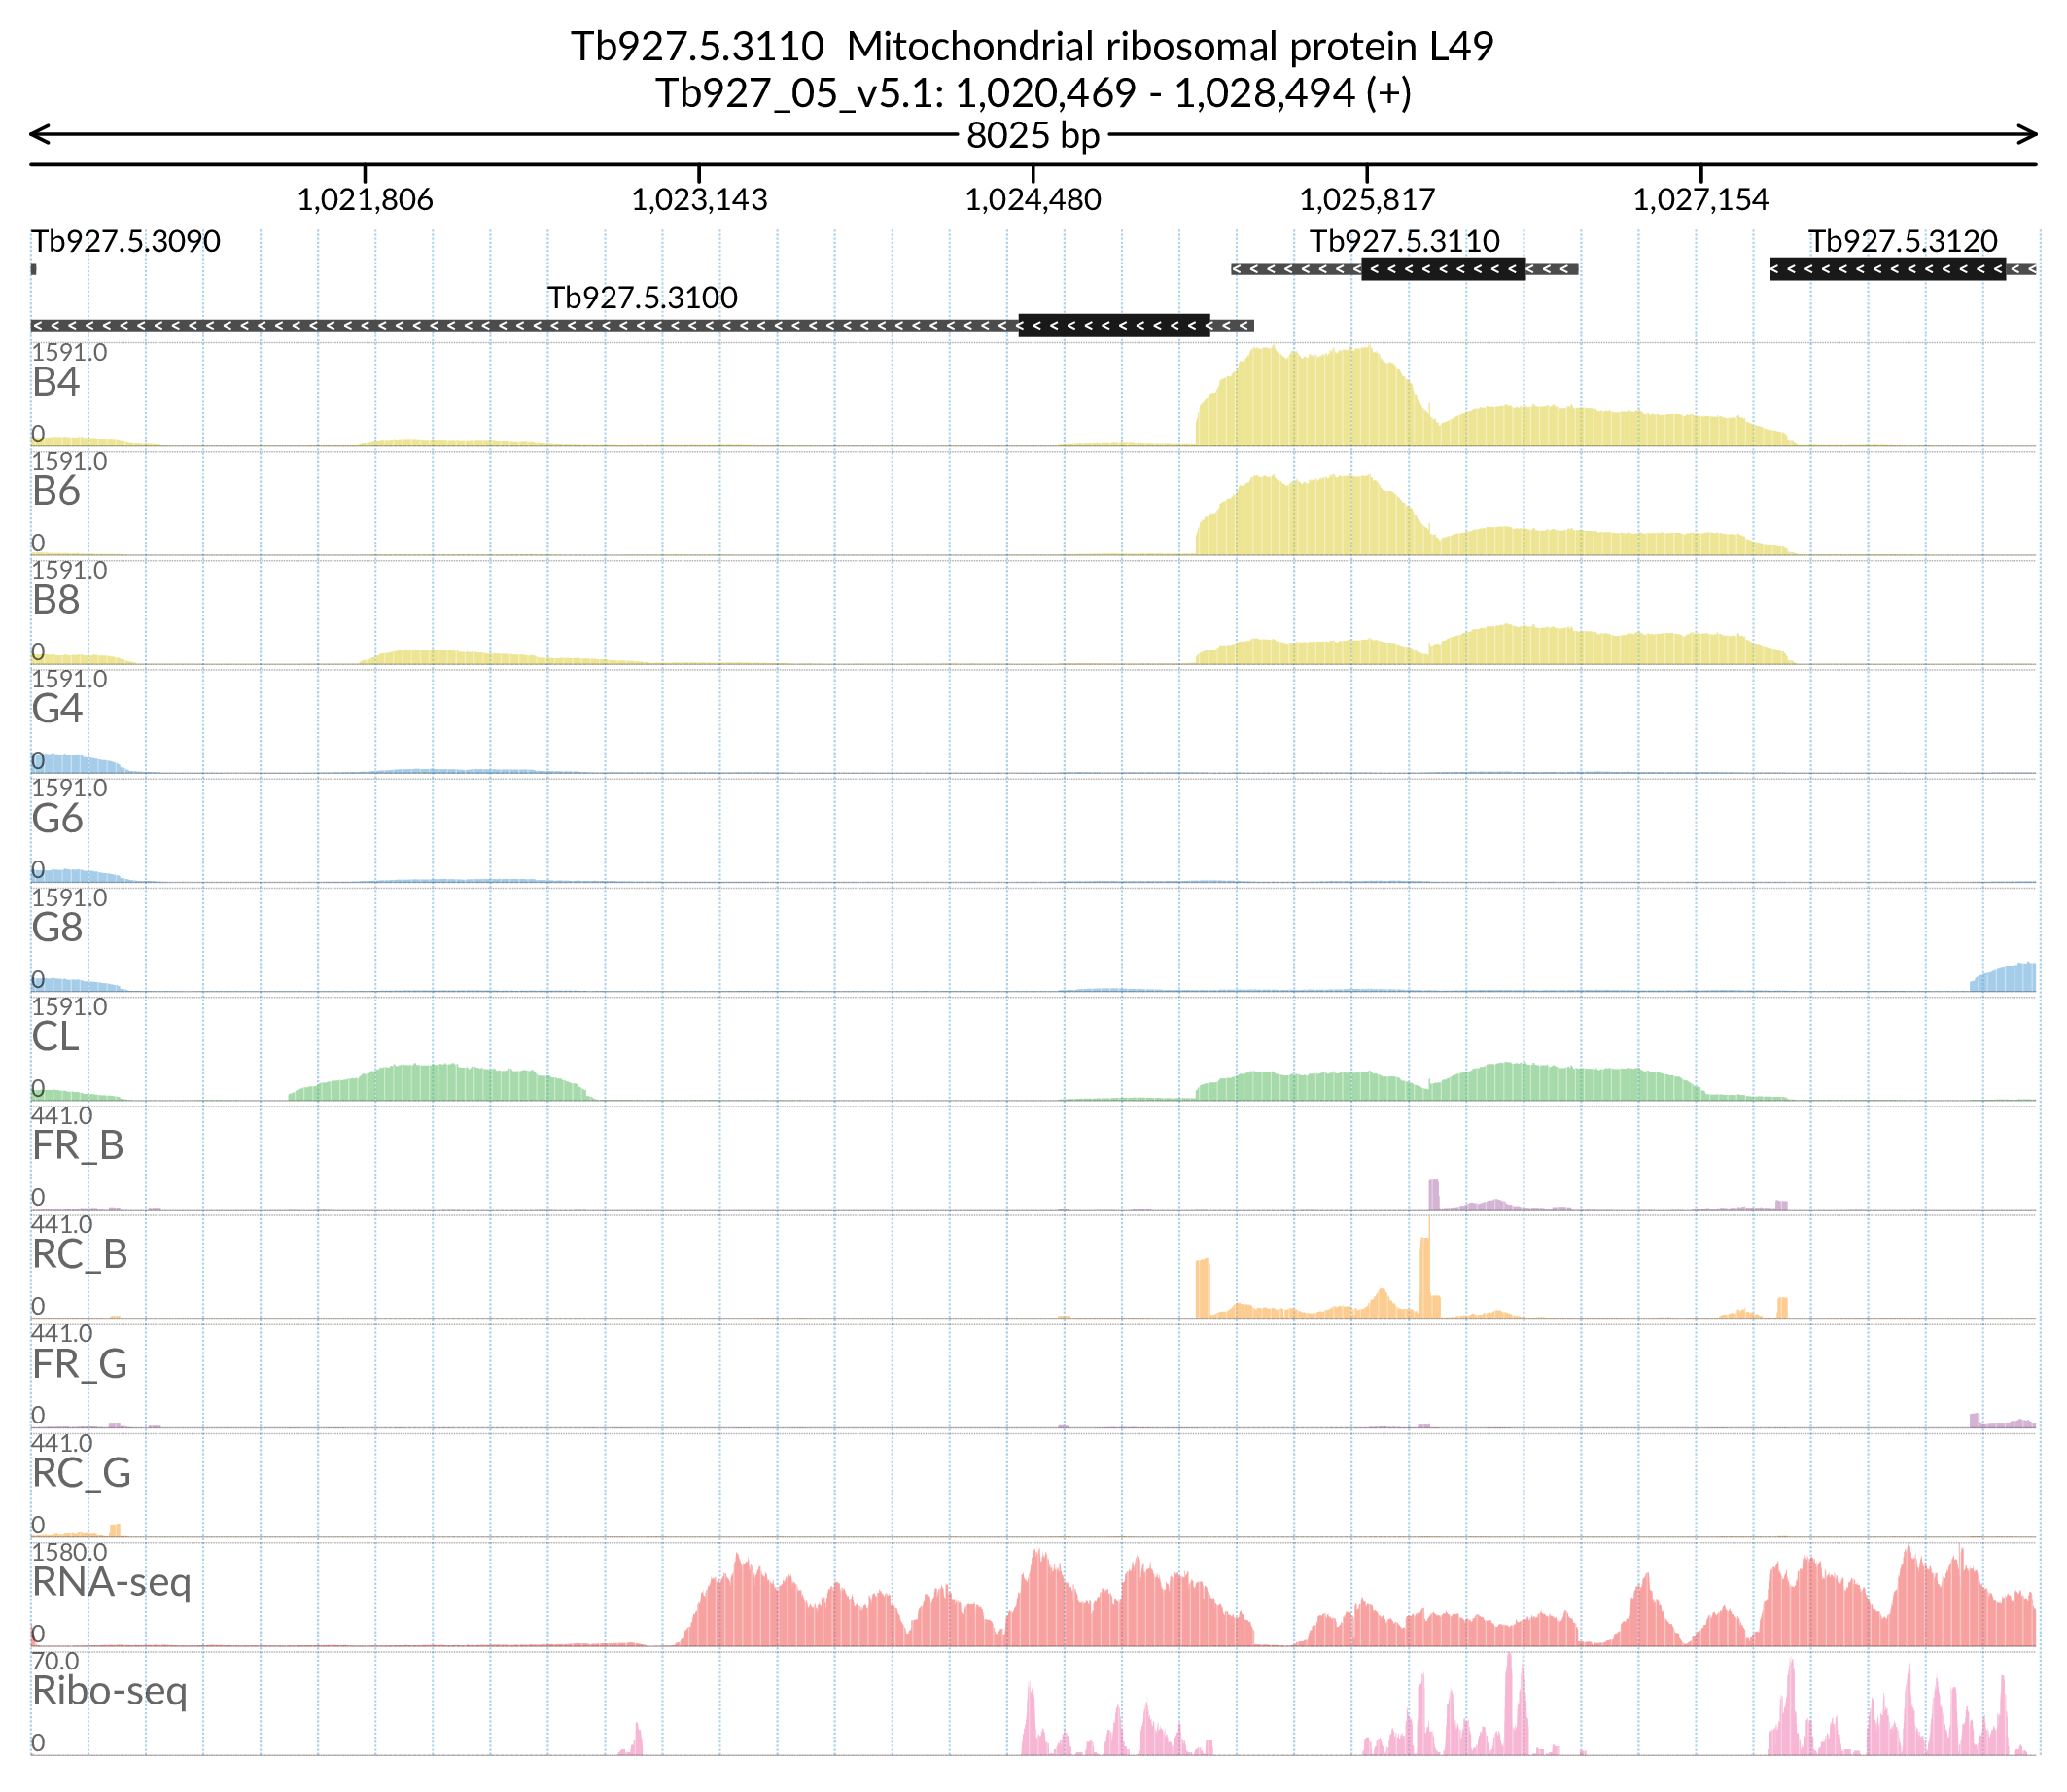 Tb927.5.3110  Mitochondrial ribosomal protein L49
Tb927_05_v5.1: 1,020,469 - 1,028,494 (+)
8025 bp
1,021,806 1,023,143 1,024,480 1,025,817 1,027,154
Tb927.5.3090 Tb927.5.3110 Tb927.5.3120
Tb927.5.3100
1591.0
B4
0
1591.0
B6
0
1591.0
B8
0
1591.0
G4
0
1591.0
G6
0
1591.0
G8
0
1591.0
CL
0
441.0
FR_B
0
441.0
RC_B
0
441.0
FR_G
0
441.0
RC_G
0
1580.0
RNA-seq
0
70.0
Ribo-seq
0